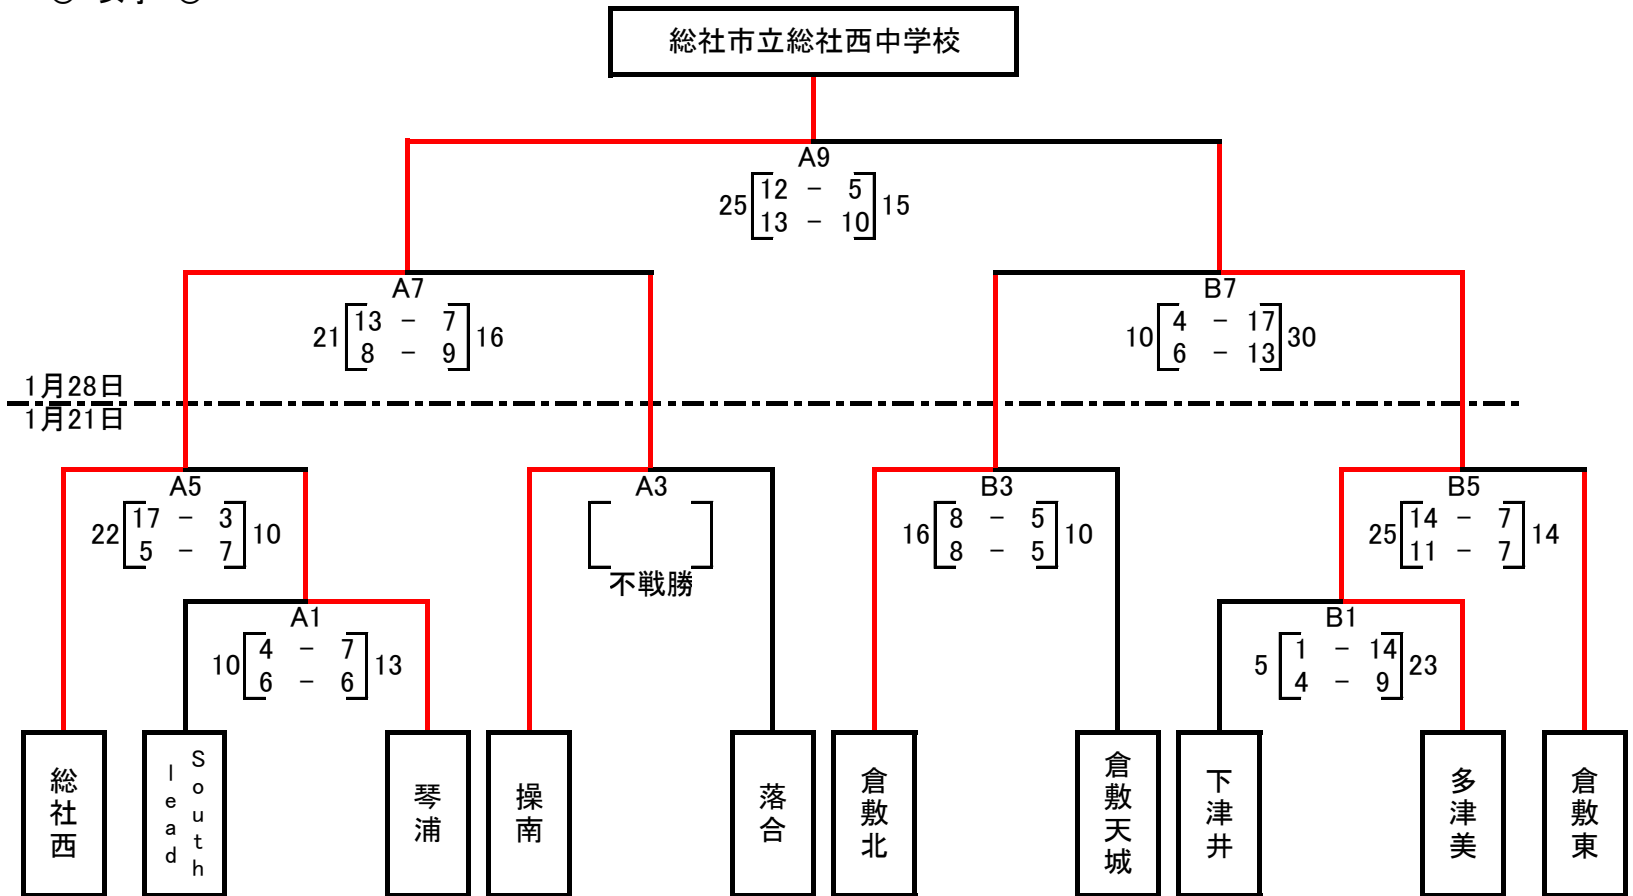 総社市立総社西中学校
A9
25 12 - 5 15
13 - 10
A7
21 13 - 7 16
8 - 9
B7
10 4 - 17 30
6 - 13
1月28日
1月21日
A5
22 17 - 3 10
5 - 7
A3
不戦勝
B3
16 8 - 5 10
8 - 5
B5
25 14 - 7 14
11 - 7
A1
10 4 - 7 13
6 - 6
B1
5 1 - 14 23
4 - 9
総社西
South
lead
琴浦
操南
落合
倉敷北
倉敷天城
下津井
多津美
倉敷東